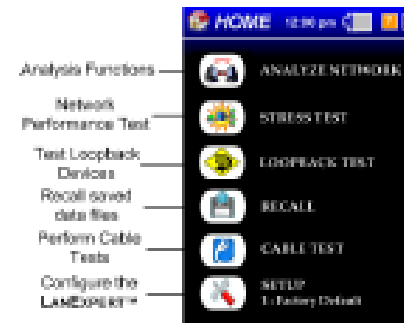 HOME 12:00 pm
Analysis Functions
ANALYZE NETWORK
Network
Performance Test
STRESS TEST
Test Loopback
Devices
LOOPBACK TEST
Recall saved
data files
RECALL
Perform Cable
Tests
CABLE TEST
Configure the
LANEXPERT™
SETUP
1: Factory Default